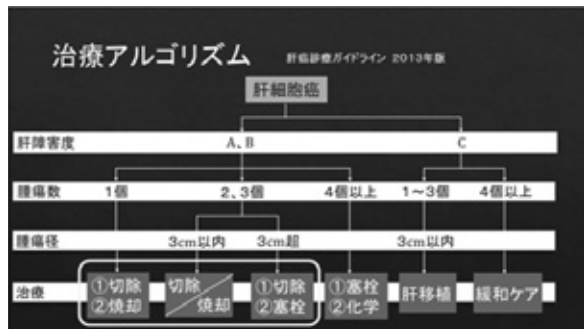 治療アルゴリズム 肝癌診療ガイドライン 2013年版
肝細胞癌
肝障害度 A、B C
腫瘍数 1個 2、3個 4個以上 1〜3個 4個以上
腫瘍径 3cm以内 3cm超 3cm以内
治療 ①切除 切除 ①切除 ①塞栓 肝移植 緩和ケア
②焼却 焼却 ②塞栓 ②化学